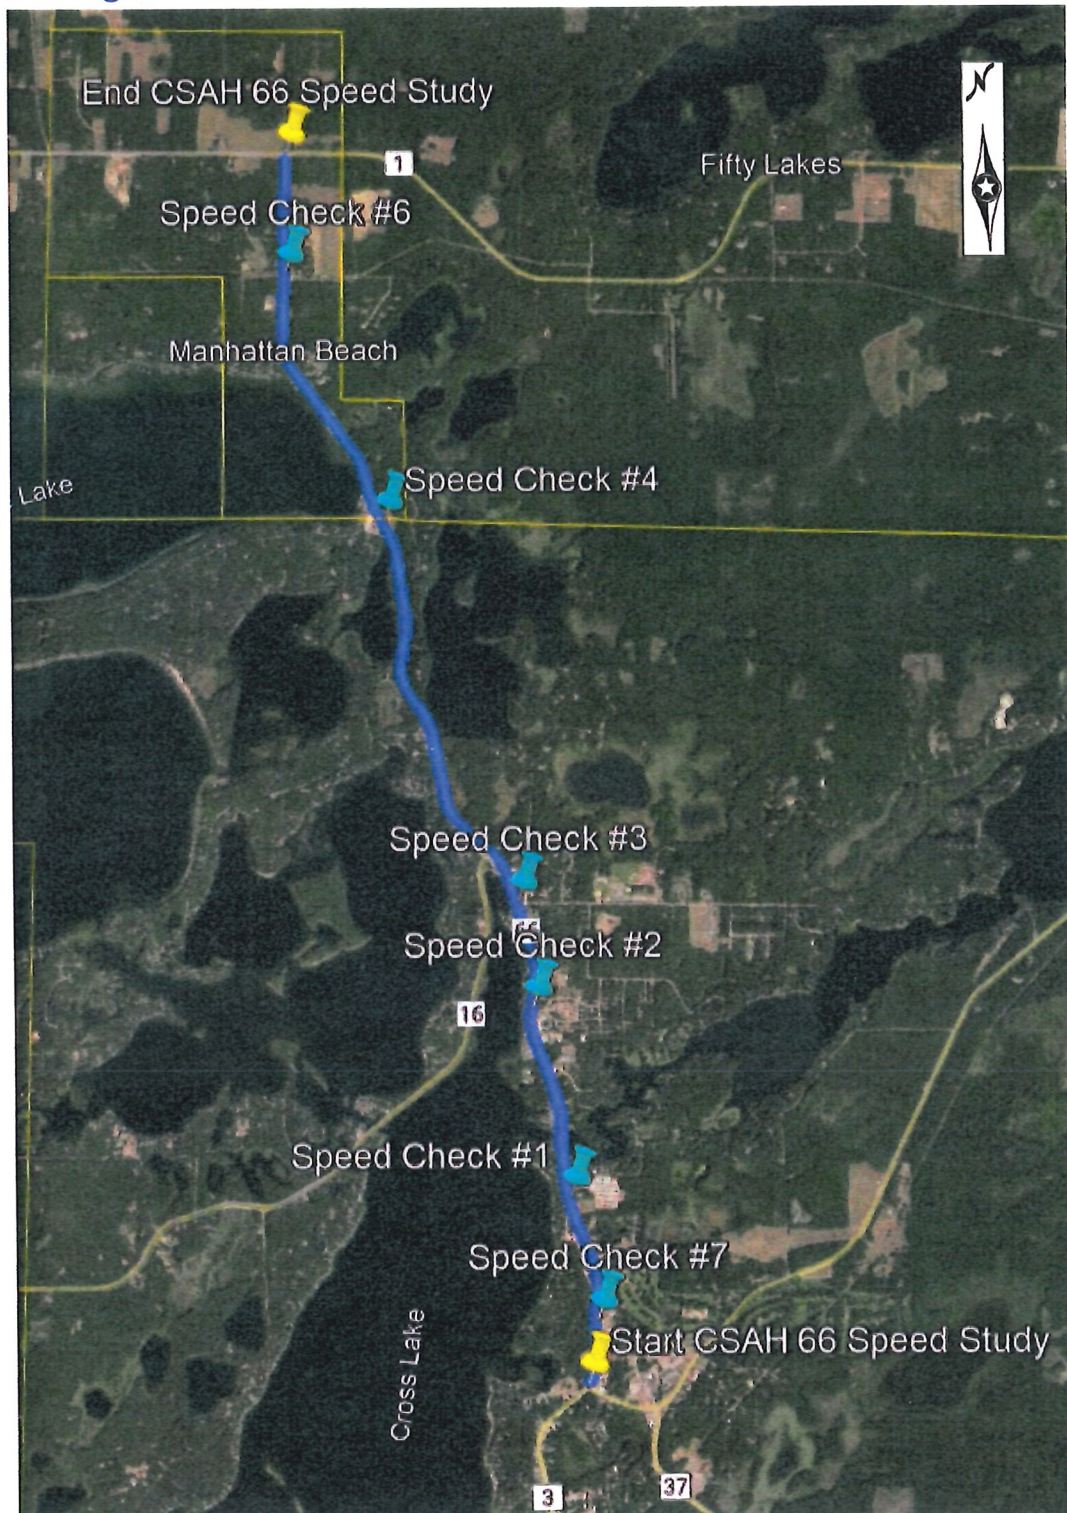 End CSAH 66 Speed Study
N
1
Fifty Lakes
Speed Check #6
Manhattan Beach
Speed Check #4
Lake
Speed Check #3
66
Speed Check #2
16
Speed Check #1
Speed Check #7
Start CSAH 66 Speed Study
Cross Lake
3
37